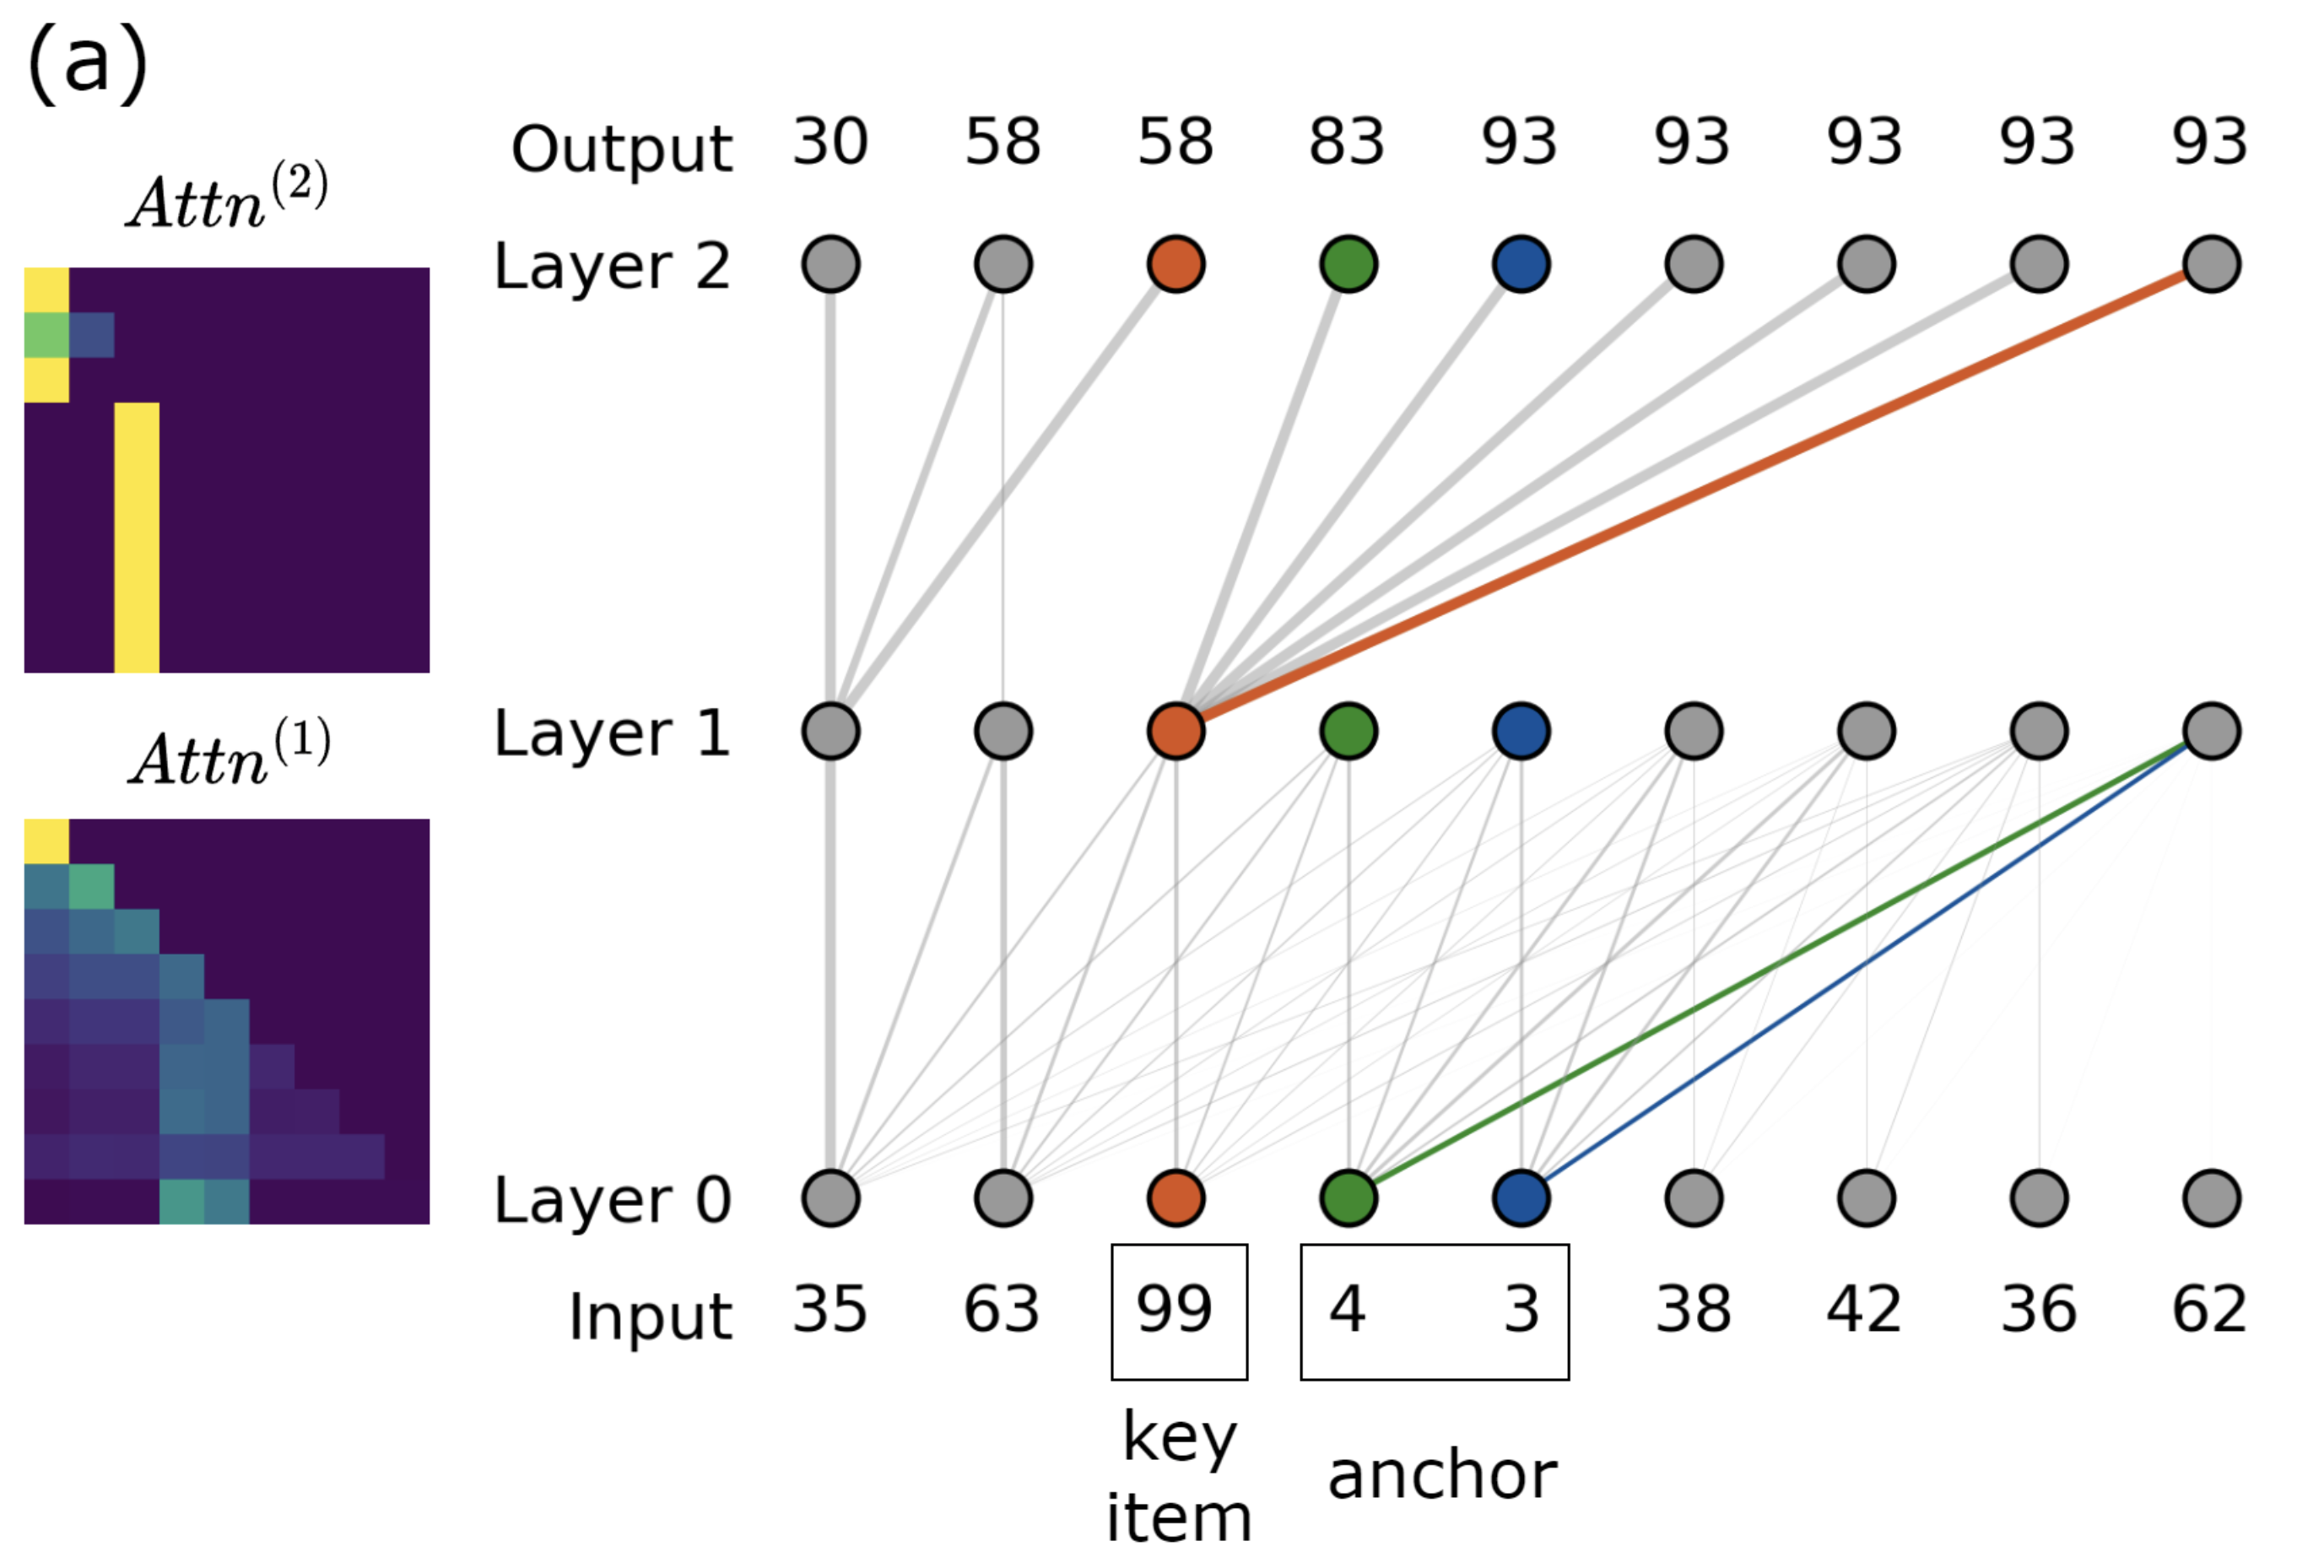 (a)
Output 30 58 58 83 93 93 93 93 93
Attn^(2)
Layer 2
Layer 1
Attn^(1)
Layer 0
Input 35 63 99 4 3 38 42 36 62
key
item
anchor